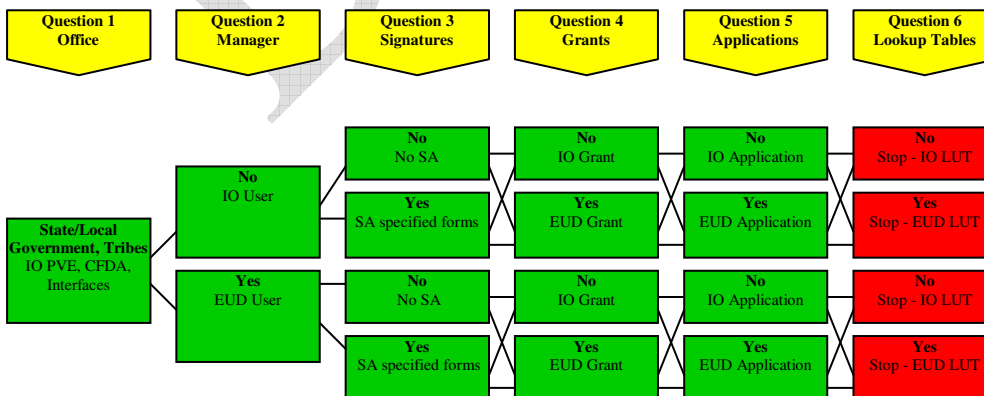 Question 1
Office
Question 2
Manager
Question 3
Signatures
Question 4
Grants
Question 5
Applications
Question 6
Lookup Tables
State/Local
Government, Tribes
IO PVE, CFDA,
Interfaces
No
IO User
Yes
EUD User
No
No SA
Yes
SA specified forms
No
No SA
Yes
SA specified forms
No
IO Grant
Yes
EUD Grant
No
IO Grant
Yes
EUD Grant
No
IO Application
Yes
EUD Application
No
IO Application
Yes
EUD Application
No
Stop - IO LUT
Yes
Stop - EUD LUT
No
Stop - IO LUT
Yes
Stop - EUD LUT